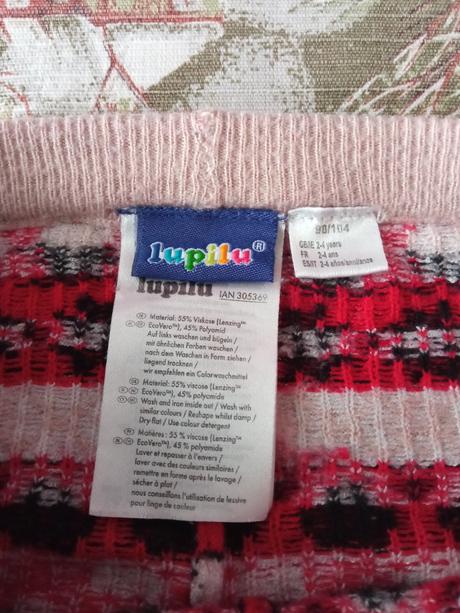 lupilu®
lupilu
IAN 305369
Material: 55% Viskose (Lenzing™
EcoVero™), 45% Polyamid
Auf links waschen und bügeln /
mit ähnlichen Farben waschen /
nach dem Waschen in Form ziehen /
liegend trocknen /
wir empfehlen ein Colorwaschmittel
Material: 55% viscose (Lenzing™
EcoVero™), 45% polyamide
Wash and iron inside out / Wash with
similar colours / Reshape whilst damp /
Dry flat / Use colour detergent
Matières: 55 % viscose (Lenzing™
EcoVero™), 45 % polyamide
Laver et repasser à l'envers /
laver avec des couleurs similaires /
remettre en forme après le lavage /
sécher à plat /
nous conseillons l'utilisation de lessive
pour linge de couleur
98/104
GB/IE 2-4 years
FR 2-4 ans
ES/IT 2-4 años/anni/anos